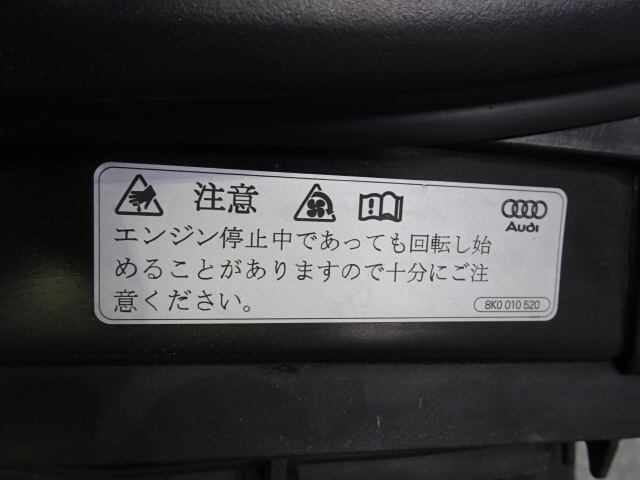 注意
Audi
エンジン停止中であっても回転し始
めることがありますので十分にご注
意ください。
8K0 010 520